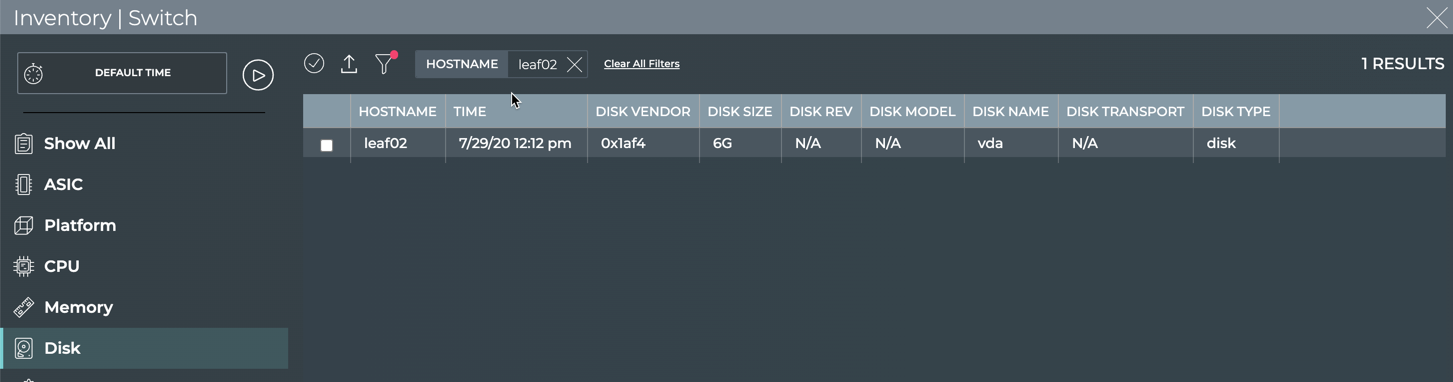 Inventory | Switch
DEFAULT TIME
HOSTNAME leaf02 Clear All Filters 1 RESULTS
HOSTNAME TIME DISK VENDOR DISK SIZE DISK REV DISK MODEL DISK NAME DISK TRANSPORT DISK TYPE
leaf02 7/29/20 12:12 pm 0x1af4 6G N/A N/A vda N/A disk
Show All
ASIC
Platform
CPU
Memory
Disk